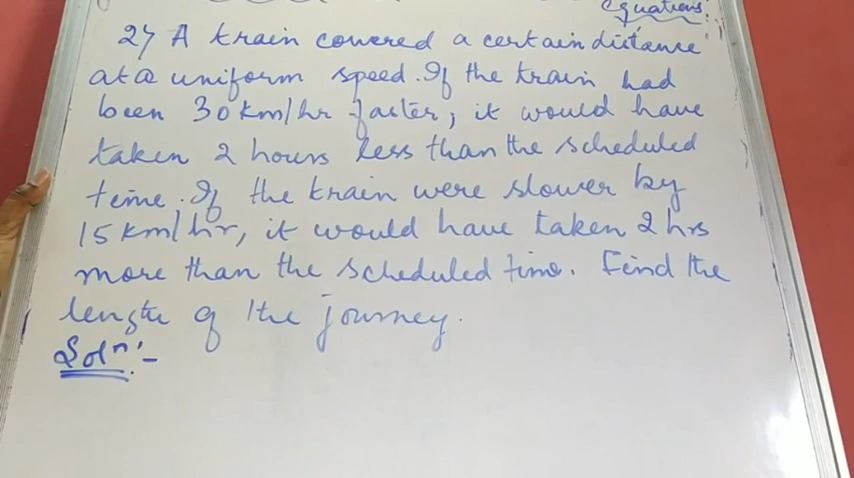 equations:
2) A train covered a certain distance
at a uniform speed. If the train had
been 30 km/hr faster, it would have
taken 2 hours less than the scheduled
time. If the train were slower by
15 km/hr, it would have taken 2 hrs
more than the scheduled time. Find the
length of the journey.
Soln:-